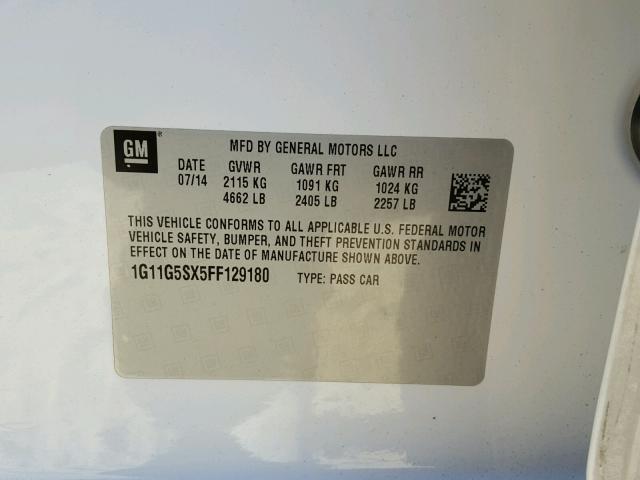 GM ® MFD BY GENERAL MOTORS LLC
DATE GVWR GAWR FRT GAWR RR
07/14 2115 KG 1091 KG 1024 KG
4662 LB 2405 LB 2257 LB
THIS VEHICLE CONFORMS TO ALL APPLICABLE U.S. FEDERAL MOTOR
VEHICLE SAFETY, BUMPER, AND THEFT PREVENTION STANDARDS IN
EFFECT ON THE DATE OF MANUFACTURE SHOWN ABOVE.
1G11G5SX5FF129180 TYPE: PASS CAR